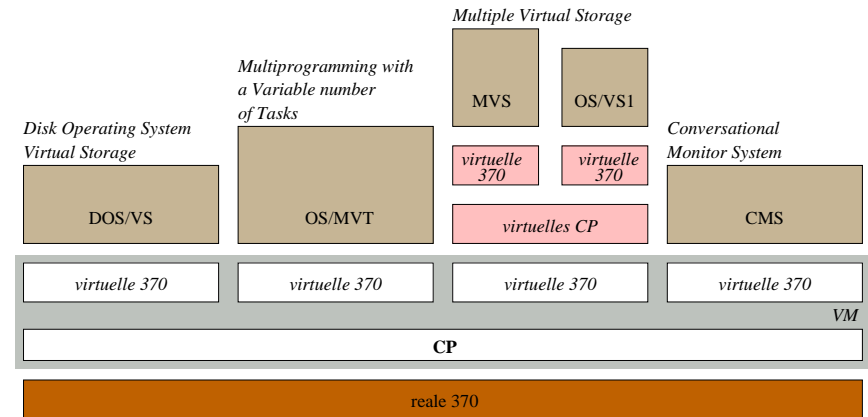 Multiple Virtual Storage
Multiprogramming with
a Variable number
of Tasks
MVS
OS/VS1
Disk Operating System
Virtual Storage
Conversational
Monitor System
virtuelle
370
virtuelle
370
DOS/VS
OS/MVT
virtuelles CP
CMS
virtuelle 370
virtuelle 370
virtuelle 370
virtuelle 370
VM
CP
reale 370